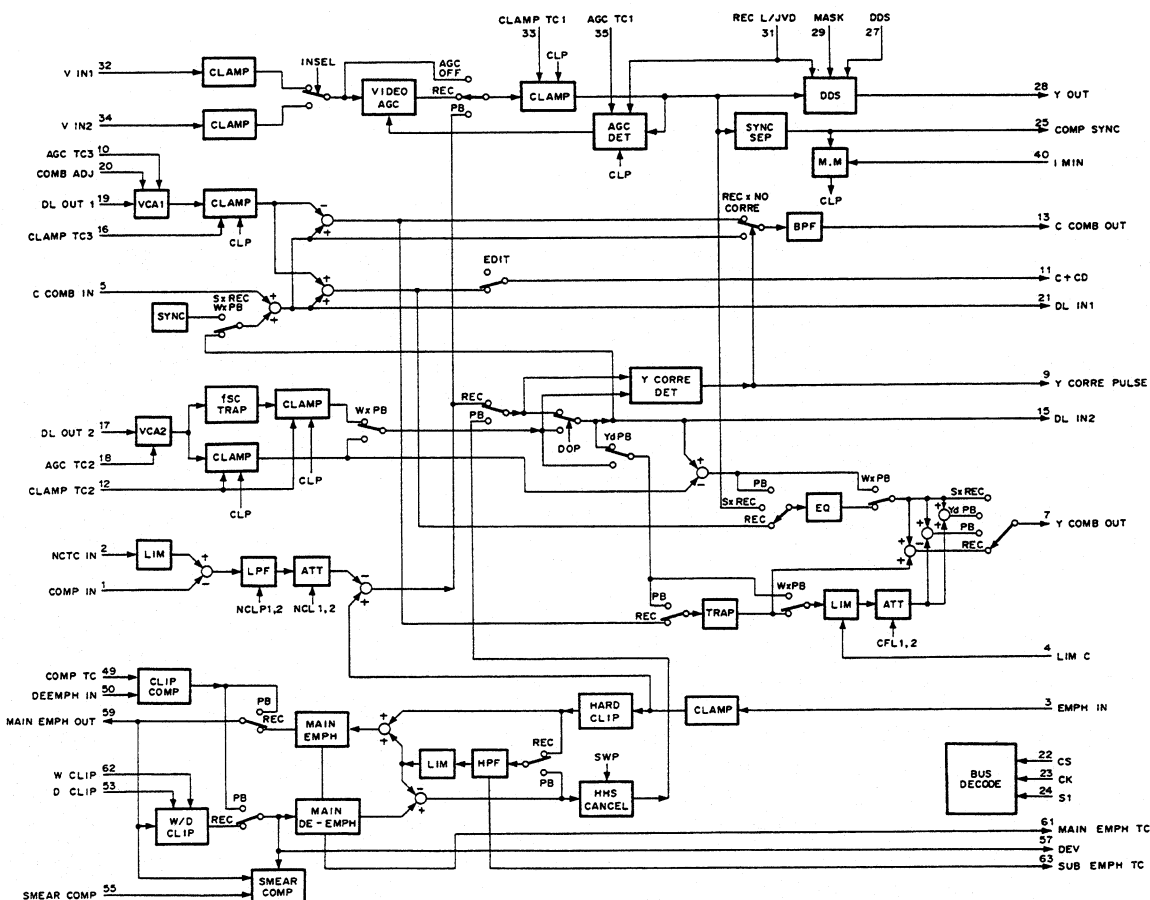 CLAMP TC1
33
AGC TC1
35
REC L/JVD
31
MASK
29
DDS
27
V IN1
32
CLAMP
INSEL
AGC
OFF
VIDEO
AGC
REC
PB
CLP
CLAMP
DDS
28
Y OUT
V IN2
34
CLAMP
AGC
DET
CLP
SYNC
SEP
25
COMP SYNC
M.M
40
I MIN
CLP
AGC TC3
10
COMB ADJ
20
DL OUT 1
19
VCA1
CLAMP
CLAMP TC3
16
CLP
−
+
REC x NO
CORRE
BPF
13
C COMB OUT
EDIT
11
C+CD
C COMB IN
5
+
+
21
DL IN1
SYNC
SxREC
WxPB
+
+
Y CORRE
DET
9
Y CORRE PULSE
fSC
TRAP
CLAMP
WxPB
REC
PB
DOP
15
DL IN2
DL OUT 2
17
VCA2
AGC TC2
18
CLAMP
CLAMP TC2
12
CLP
CLP
YdPB
+
−
PB
SxREC
REC
EQ
WxPB
SxREC
YdPB
PB
REC
+
+
+
−
+
+
7
Y COMB OUT
NCTC IN
2
LIM
COMP IN
1
+
−
LPF
ATT
NCLP1,2
NCL1,2
−
+
PB
REC
TRAP
WxPB
LIM
ATT
CFL1,2
4
LIM C
COMP TC
49
DEEMPH IN
50
CLIP
COMP
MAIN EMPH OUT
59
PB
REC
MAIN
EMPH
+
+
HARD
CLIP
CLAMP
3
EMPH IN
LIM
HPF
REC
PB
SWP
HHS
CANCEL
W CLIP
62
D CLIP
53
W/D
CLIP
PB
REC
MAIN
DE-EMPH
−
+
BUS
DECODE
22
CS
23
CK
24
S1
61
MAIN EMPH TC
57
DEV
63
SUB EMPH TC
SMEAR COMP
55
SMEAR
COMP